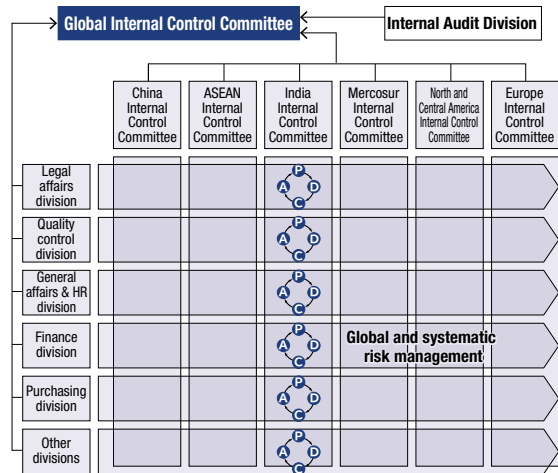 Global Internal Control Committee
Internal Audit Division
China
Internal
Control
Committee
ASEAN
Internal
Control
Committee
India
Internal
Control
Committee
Mercosur
Internal
Control
Committee
North and
Central America
Internal Control
Committee
Europe
Internal
Control
Committee
Legal
affairs
division
P
A D
C
Quality
control
division
P
A D
C
General
affairs & HR
division
P
A D
C
Finance
division
P
A D
C
Global and systematic
risk management
Purchasing
division
P
A D
C
Other
divisions
P
A D
C